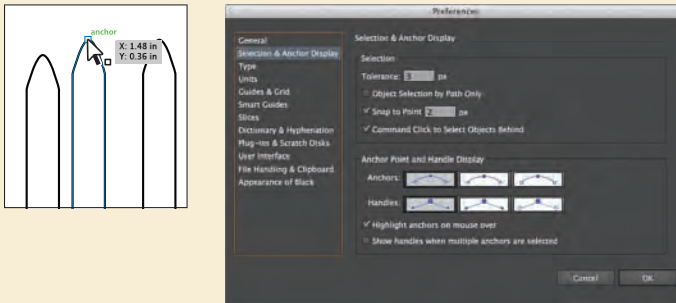 anchor
X: 1.48 in
Y: 0.36 in
Preferences
General
Selection & Anchor Display
Type
Units
Guides & Grid
Smart Guides
Slices
Dictionary & Hyphenation
Plug-ins & Scratch Disks
User Interface
File Handling & Clipboard
Appearance of Black
Selection & Anchor Display
Selection
Tolerance: 3 px
Object Selection by Path Only
Snap to Point 2 px
Command Click to Select Objects Behind
Anchor Point and Handle Display
Anchors:
Handles:
Highlight anchors on mouse over
Show handles when multiple anchors are selected
Cancel
OK